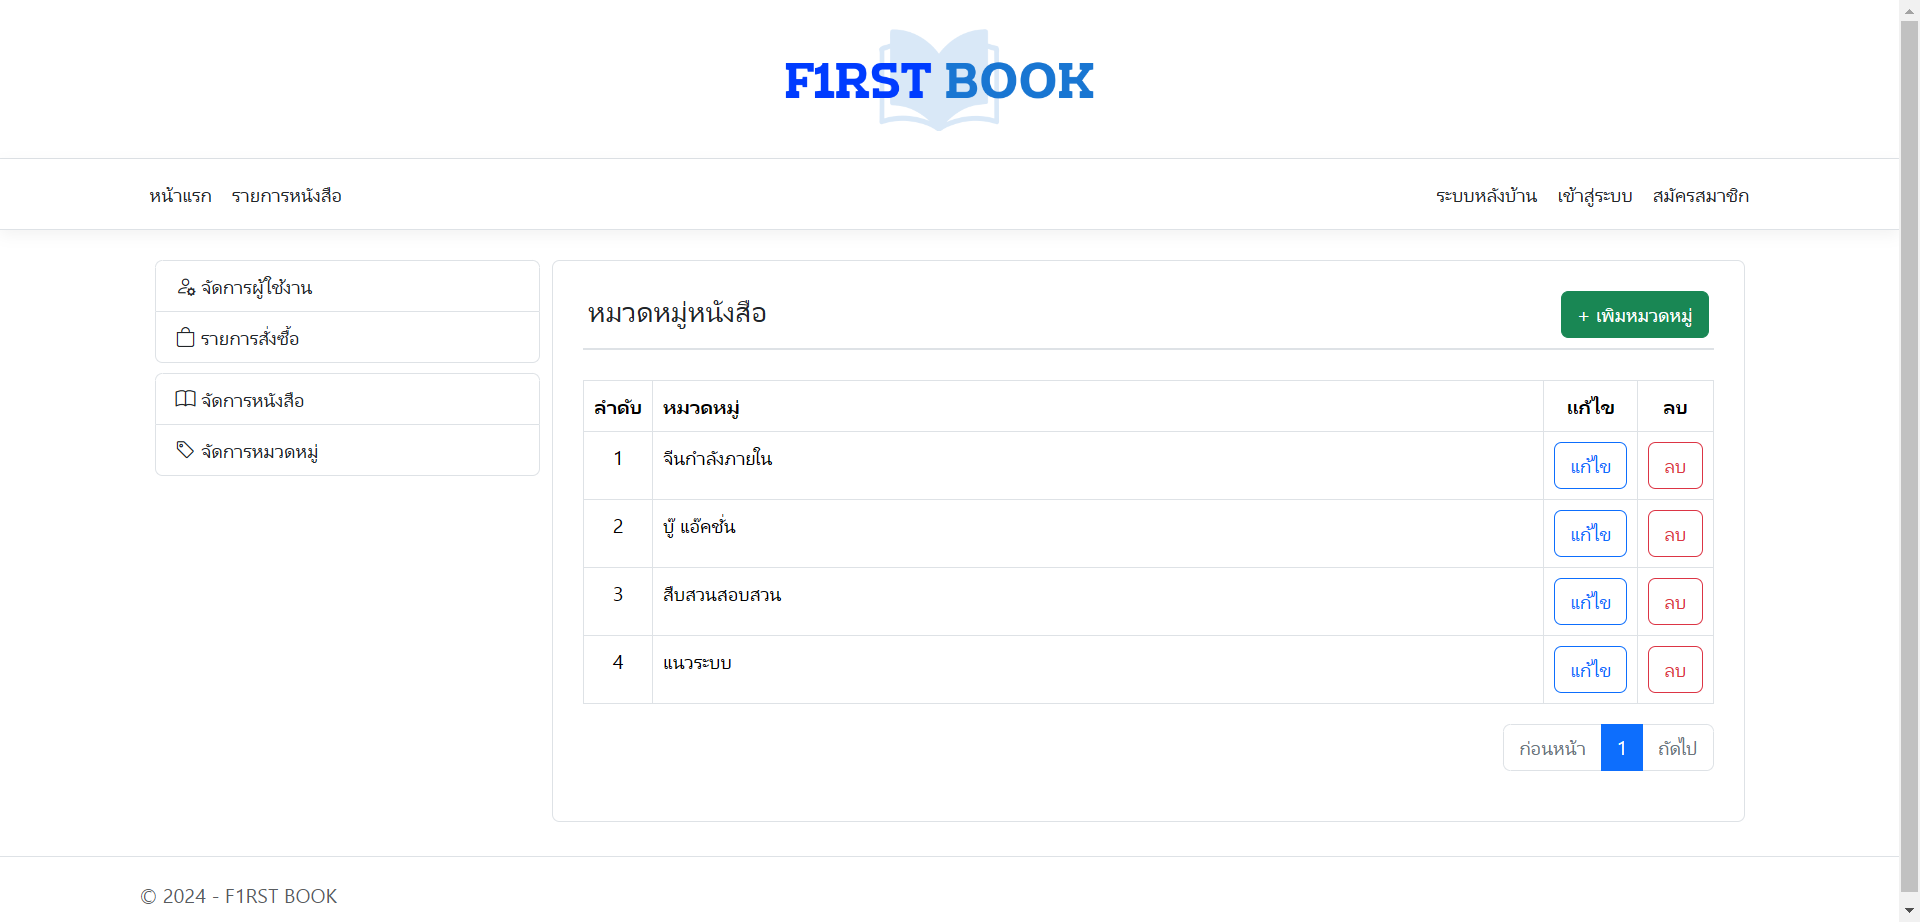 F1RST BOOK
หน้าแรก รายการหนังสือ ระบบหลังบ้าน เข้าสู่ระบบ สมัครสมาชิก
จัดการผู้ใช้งาน
รายการสั่งซื้อ
จัดการหนังสือ
จัดการหมวดหมู่
หมวดหมู่หนังสือ + เพิ่มหมวดหมู่
ลำดับ หมวดหมู่ แก้ไข ลบ
1 จีนกำลังภายใน แก้ไข ลบ
2 บู๊ แอ๊คชั่น แก้ไข ลบ
3 สืบสวนสอบสวน แก้ไข ลบ
4 แนวระบบ แก้ไข ลบ
ก่อนหน้า 1 ถัดไป
© 2024 - F1RST BOOK